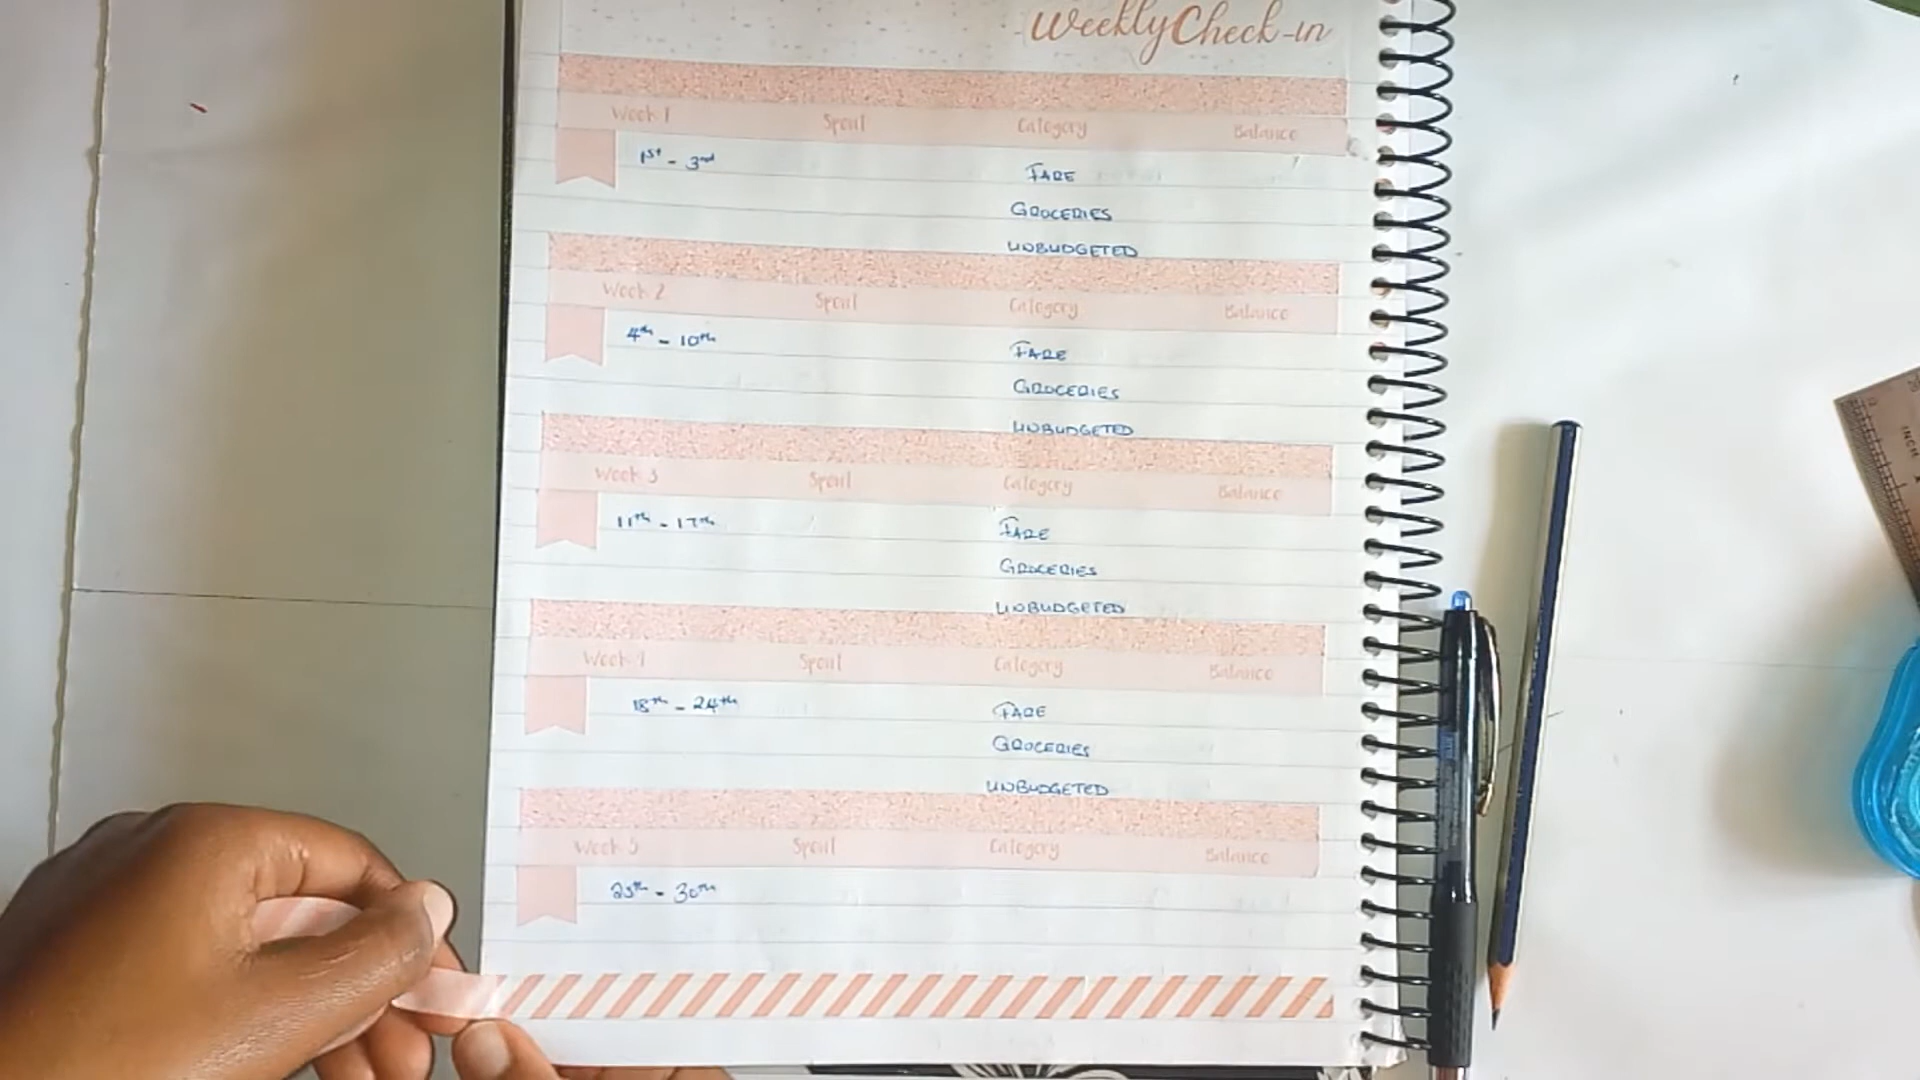 Weekly Check-in
Week 1 Spent Category Balance
1st - 3rd FARE
GROCERIES
UNBUDGETED
Week 2 Spent Category Balance
4th - 10th FARE
GROCERIES
UNBUDGETED
Week 3 Spent Category Balance
11th - 17th FARE
GROCERIES
UNBUDGETED
Week 4 Spent Category Balance
18th - 24th FARE
GROCERIES
UNBUDGETED
Week 5 Spent Category Balance
25th - 30th